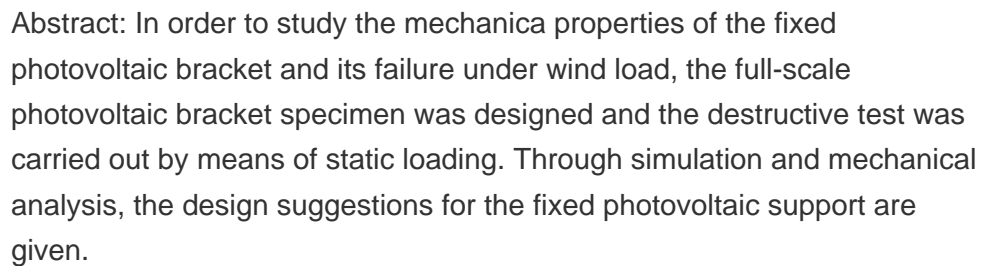 Abstract: In order to study the mechanica properties of the fixed
photovoltaic bracket and its failure under wind load, the full-scale
photovoltaic bracket specimen was designed and the destructive test was
carried out by means of static loading. Through simulation and mechanical
analysis, the design suggestions for the fixed photovoltaic support are
given.